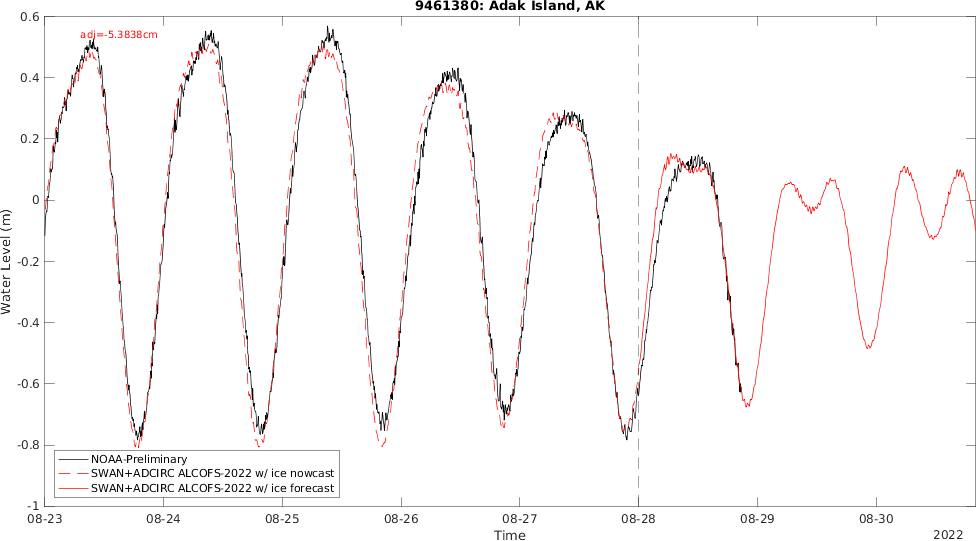 9461380: Adak Island, AK
adj=-5.3838cm
0.6
0.4
0.2
0
-0.2
-0.4
-0.6
-0.8
-1
Water Level (m)
NOAA-Preliminary
SWAN+ADCIRC ALCOFS-2022 w/ ice nowcast
SWAN+ADCIRC ALCOFS-2022 w/ ice forecast
08-23 08-24 08-25 08-26 08-27 08-28 08-29 08-30
Time
2022